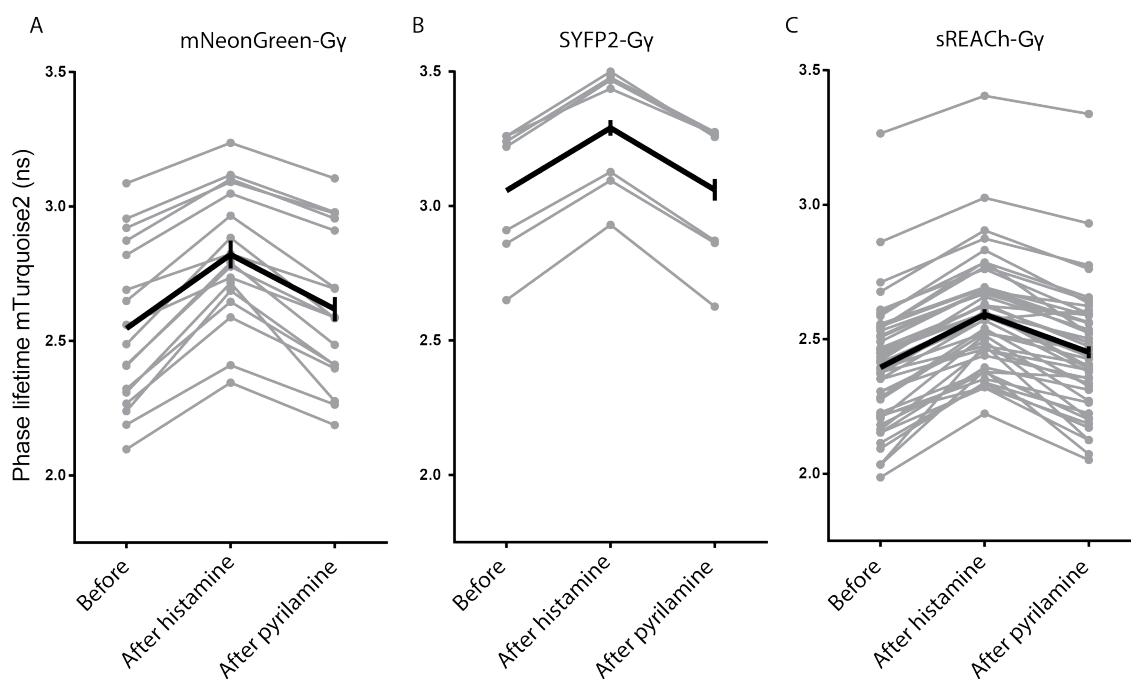 A
mNeonGreen-Gγ
B
SYFP2-Gγ
C
sREACh-Gγ
Phase lifetime mTurquoise2 (ns)
3.5
3.0
2.5
2.0
Before
After histamine
After pyrilamine
3.5
3.0
2.5
2.0
Before
After histamine
After pyrilamine
3.5
3.0
2.5
2.0
Before
After histamine
After pyrilamine